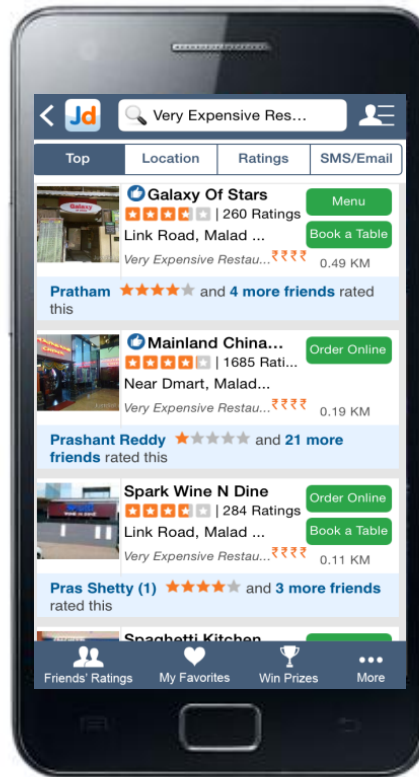 Jd
Very Expensive Res...
Top
Location
Ratings
SMS/Email
Galaxy Of Stars
| 260 Ratings
Link Road, Malad ...
Very Expensive Restau...₹₹₹₹
Menu
Book a Table
0.49 KM
Pratham and 4 more friends rated
this
Mainland China...
| 1685 Rati...
Near Dmart, Malad...
Very Expensive Restau...₹₹₹₹
Order Online
0.19 KM
Prashant Reddy and 21 more
friends rated this
Spark Wine N Dine
| 284 Ratings
Link Road, Malad ...
Very Expensive Restau...₹₹₹₹
Order Online
Book a Table
0.11 KM
Pras Shetty (1) and 3 more friends
rated this
Spaghetti Kitchen
Friends' Ratings
My Favorites
Win Prizes
More